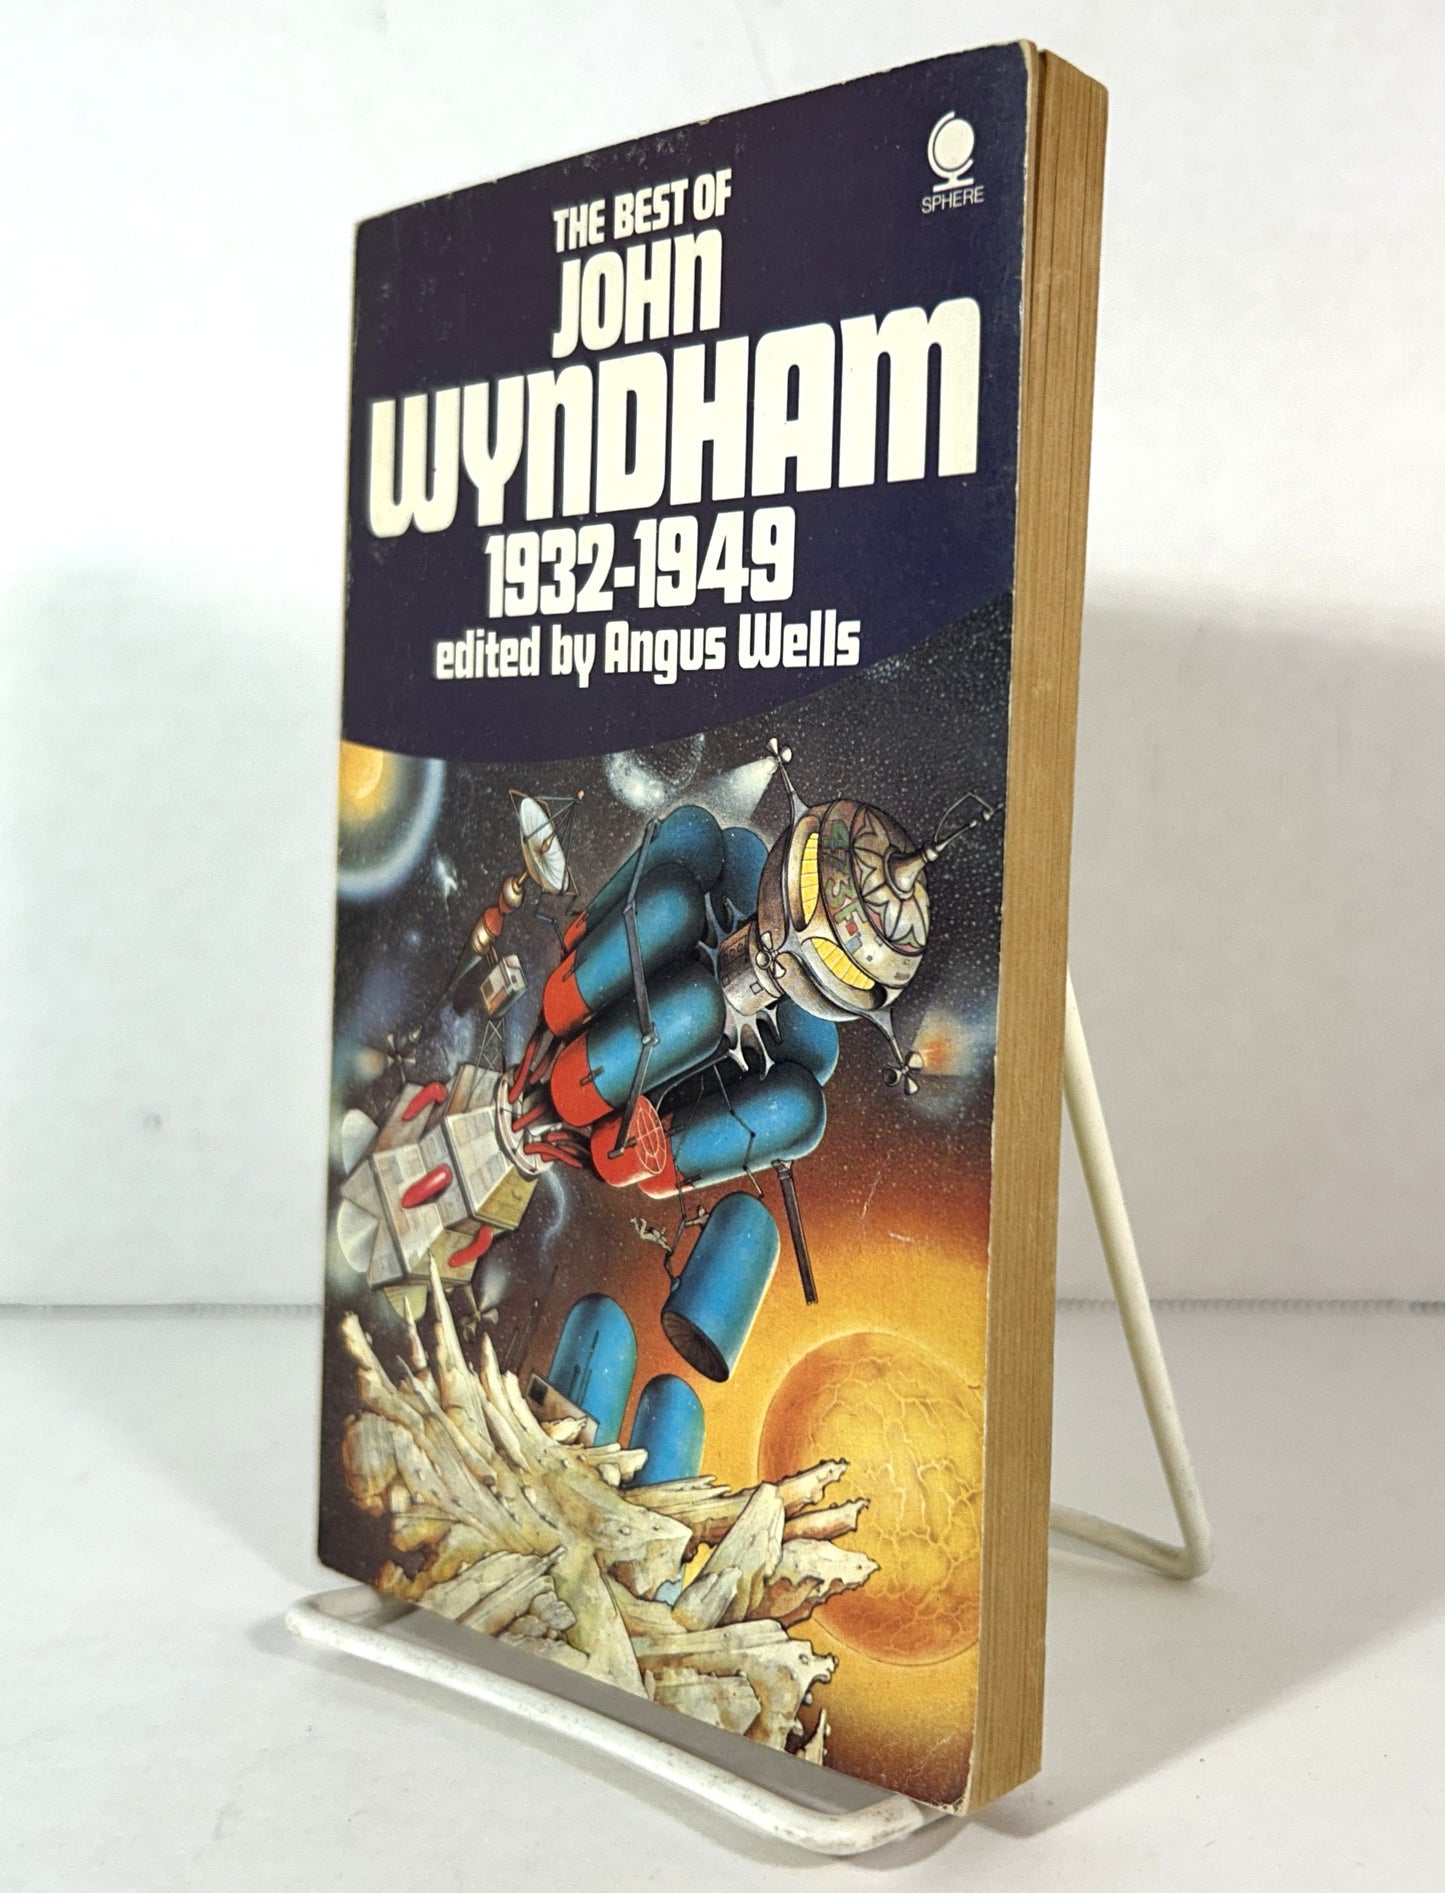 SPHERE
THE BEST OF
JOHN
WYNDHAM
1932-1949
edited by Angus Wells